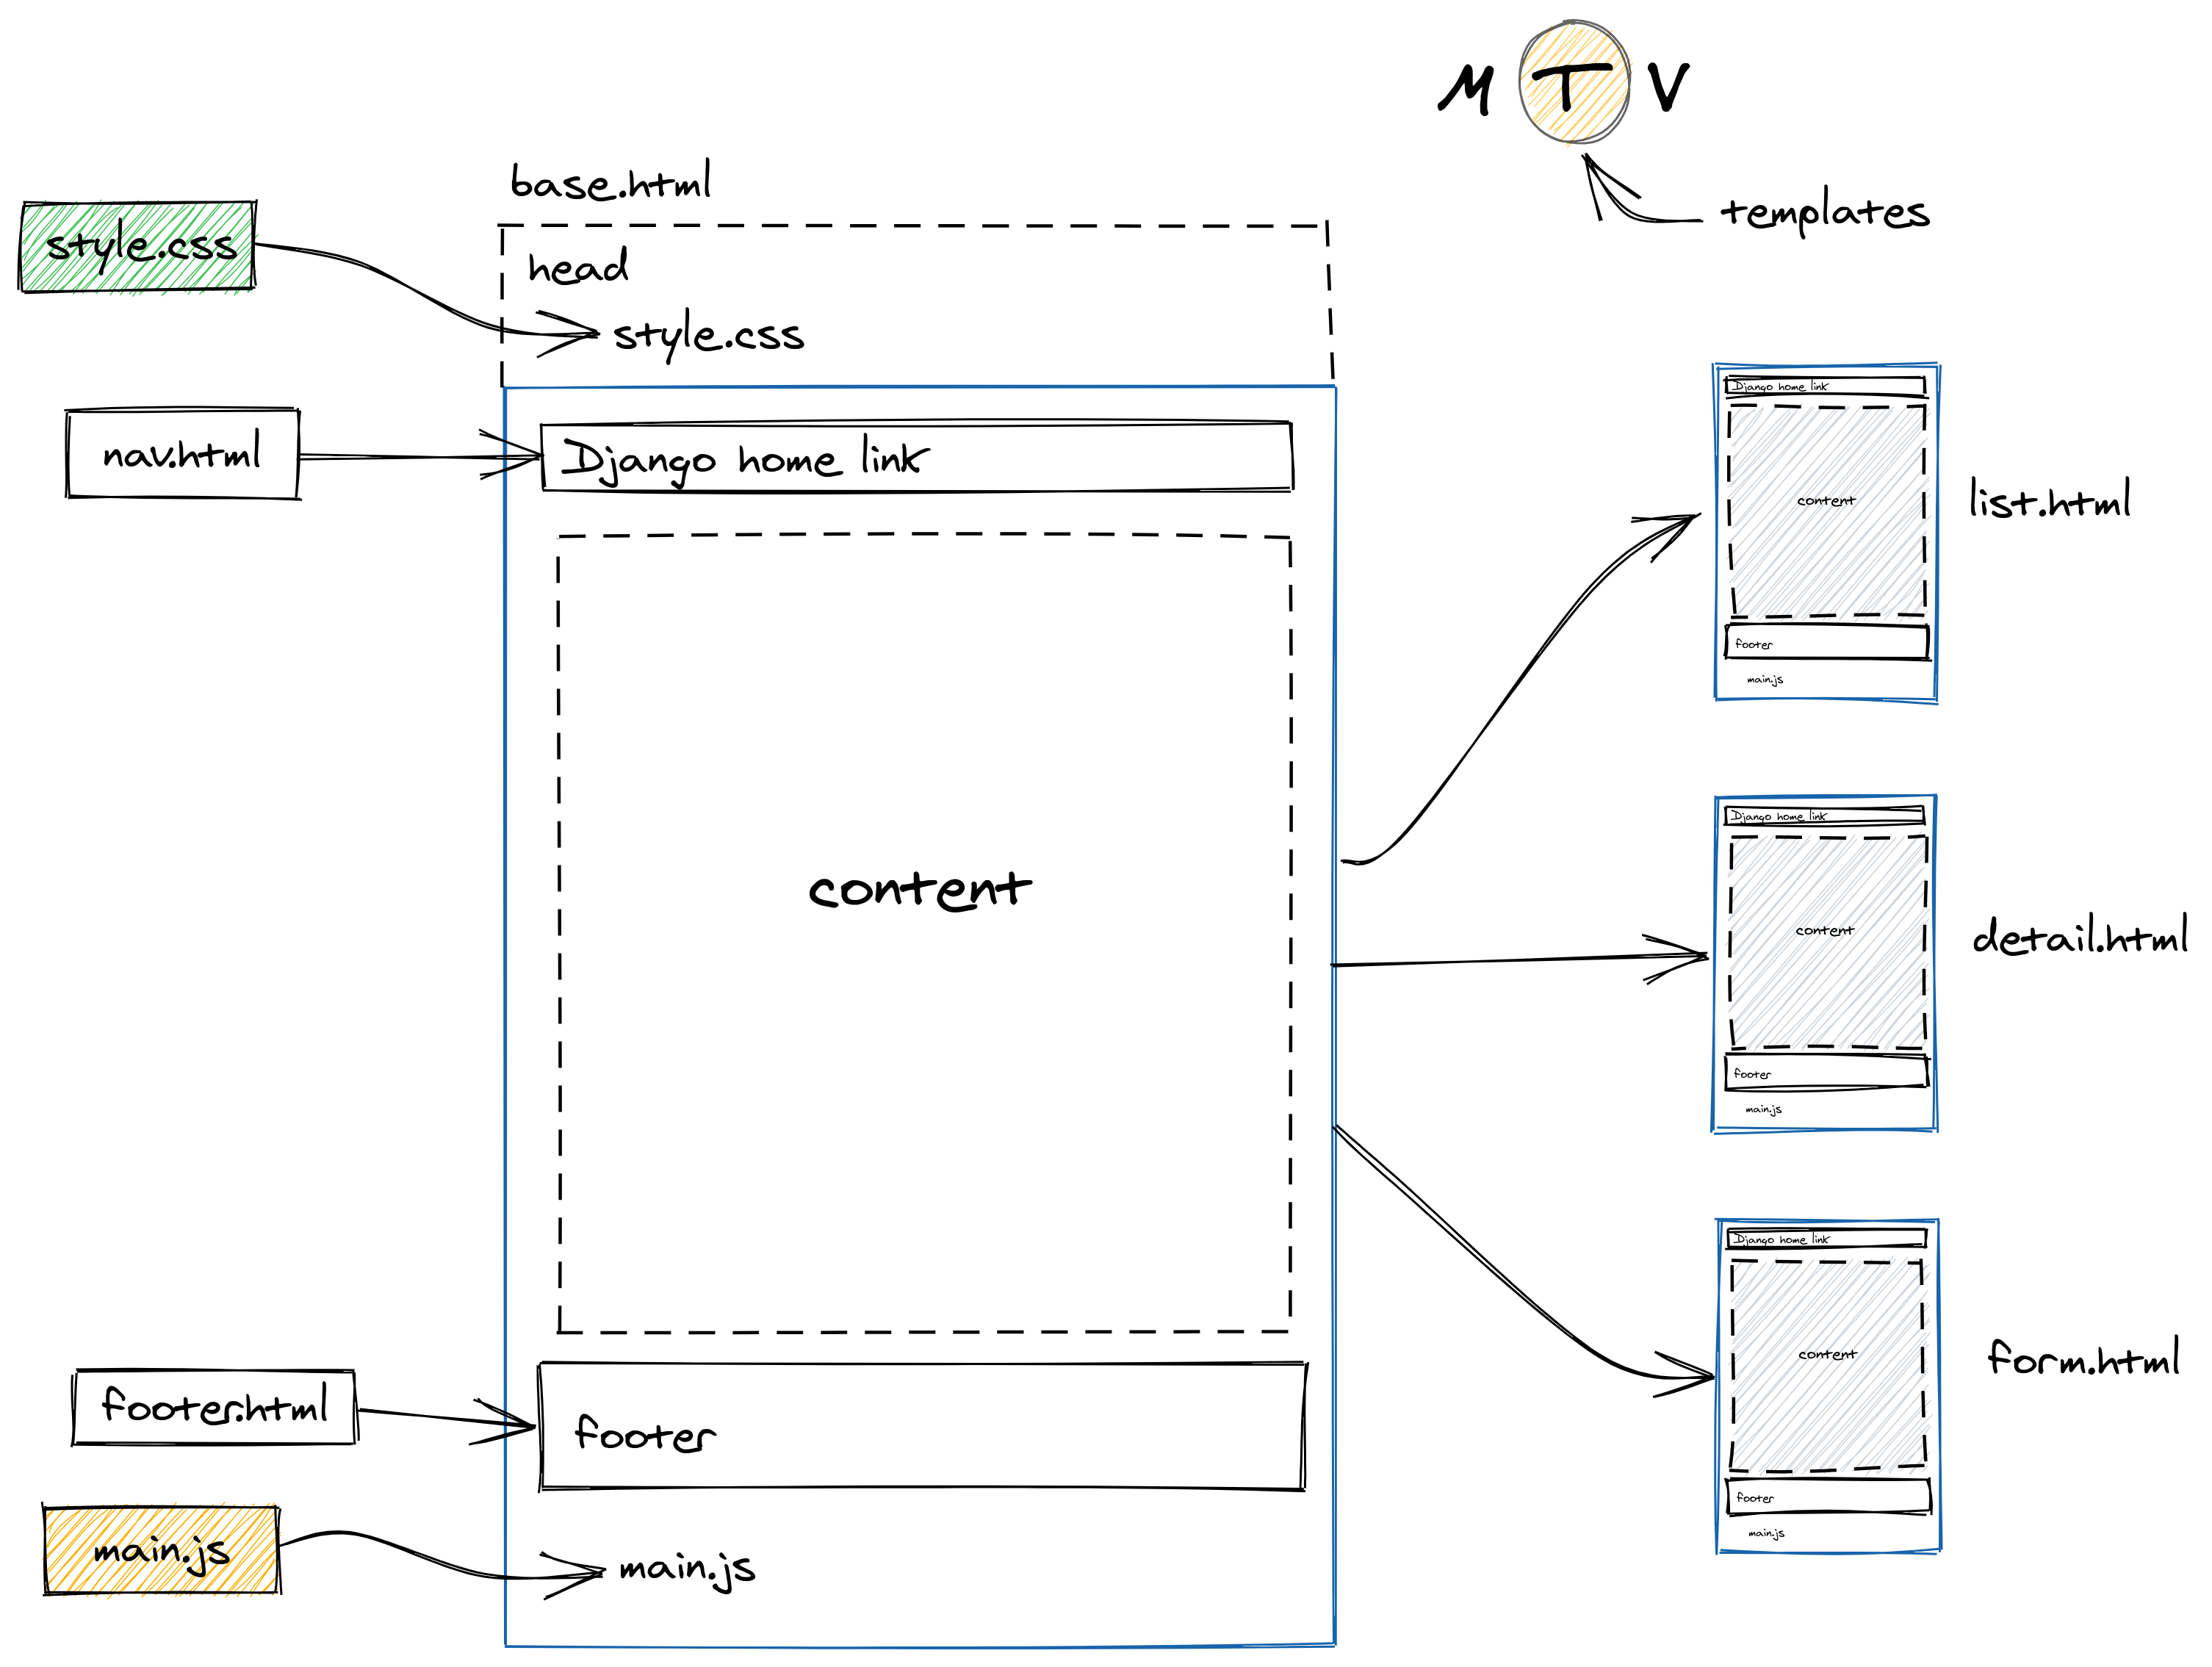 M T V
templates
base.html
head
style.css
style.css
nav.html
Django home link
content
footer.html
footer
main.js
main.js
Django home link
content
footer
main.js
list.html
Django home link
content
footer
main.js
detail.html
Django home link
content
footer
main.js
form.html